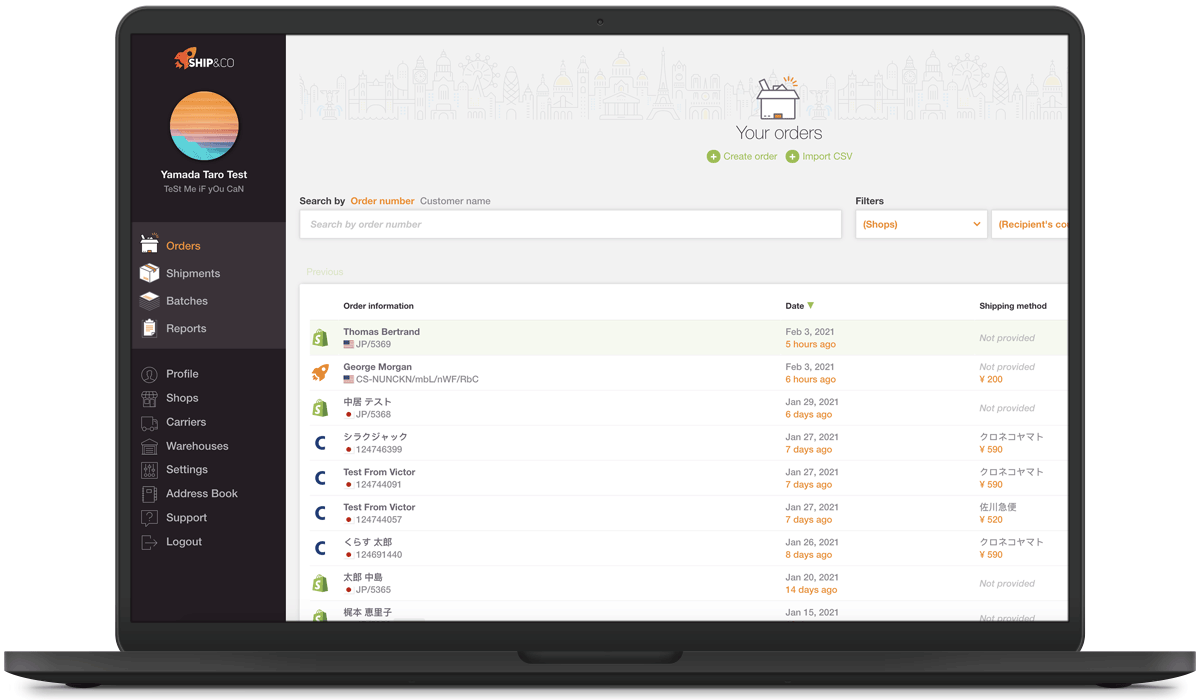 SHIP&CO
Yamada Taro Test
TeSt Me iF yOu CaN
Orders
Shipments
Batches
Reports
Profile
Shops
Carriers
Warehouses
Settings
Address Book
Support
Logout
Your orders
Create order Import CSV
Search by Order number Customer name
Search by order number
Filters
(Shops) (Recipient's co
Previous
Order information Date Shipping method
Thomas Bertrand Feb 3, 2021 Not provided
JP/5369 5 hours ago
George Morgan Feb 3, 2021 Not provided
CS-NUNCKN/mbL/nWF/RbC 6 hours ago ¥ 200
中居 テスト Jan 29, 2021 Not provided
JP/5368 6 days ago
シラクジャック Jan 27, 2021 クロネコヤマト
124746399 7 days ago ¥ 590
Test From Victor Jan 27, 2021 クロネコヤマト
124744091 7 days ago ¥ 590
Test From Victor Jan 27, 2021 佐川急便
124744057 7 days ago ¥ 520
くらす 太郎 Jan 26, 2021 クロネコヤマト
124691440 8 days ago ¥ 590
太郎 中島 Jan 20, 2021 Not provided
JP/5365 14 days ago
梶本 恵里子 Jan 15, 2021 Not provided